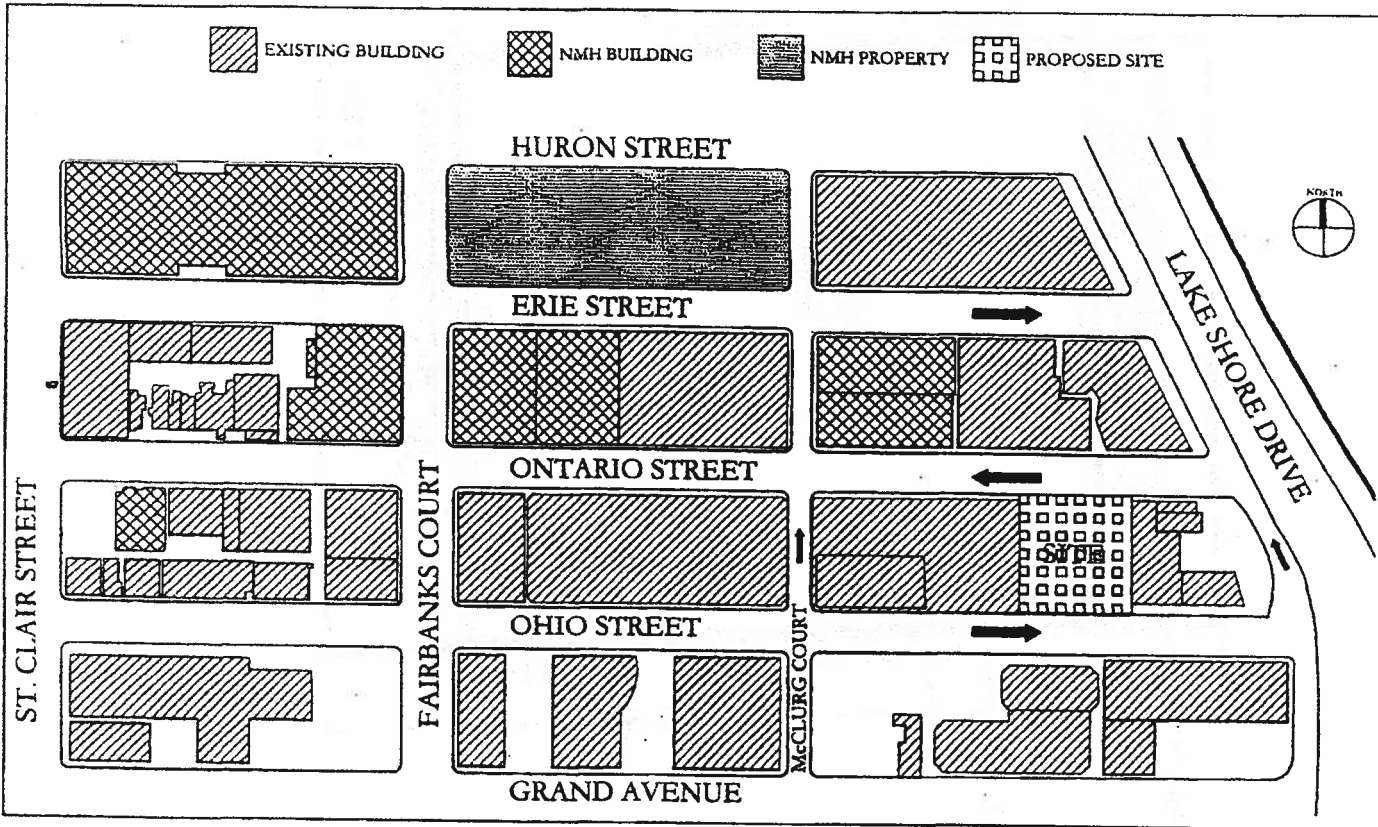 EXISTING BUILDING
NMH BUILDING
NMH PROPERTY
PROPOSED SITE
HURON STREET
NORTH
ERIE STREET
LAKE SHORE DRIVE
ONTARIO STREET
ST. CLAIR STREET
FAIRBANKS COURT
SITE
OHIO STREET
McCLURG COURT
GRAND AVENUE